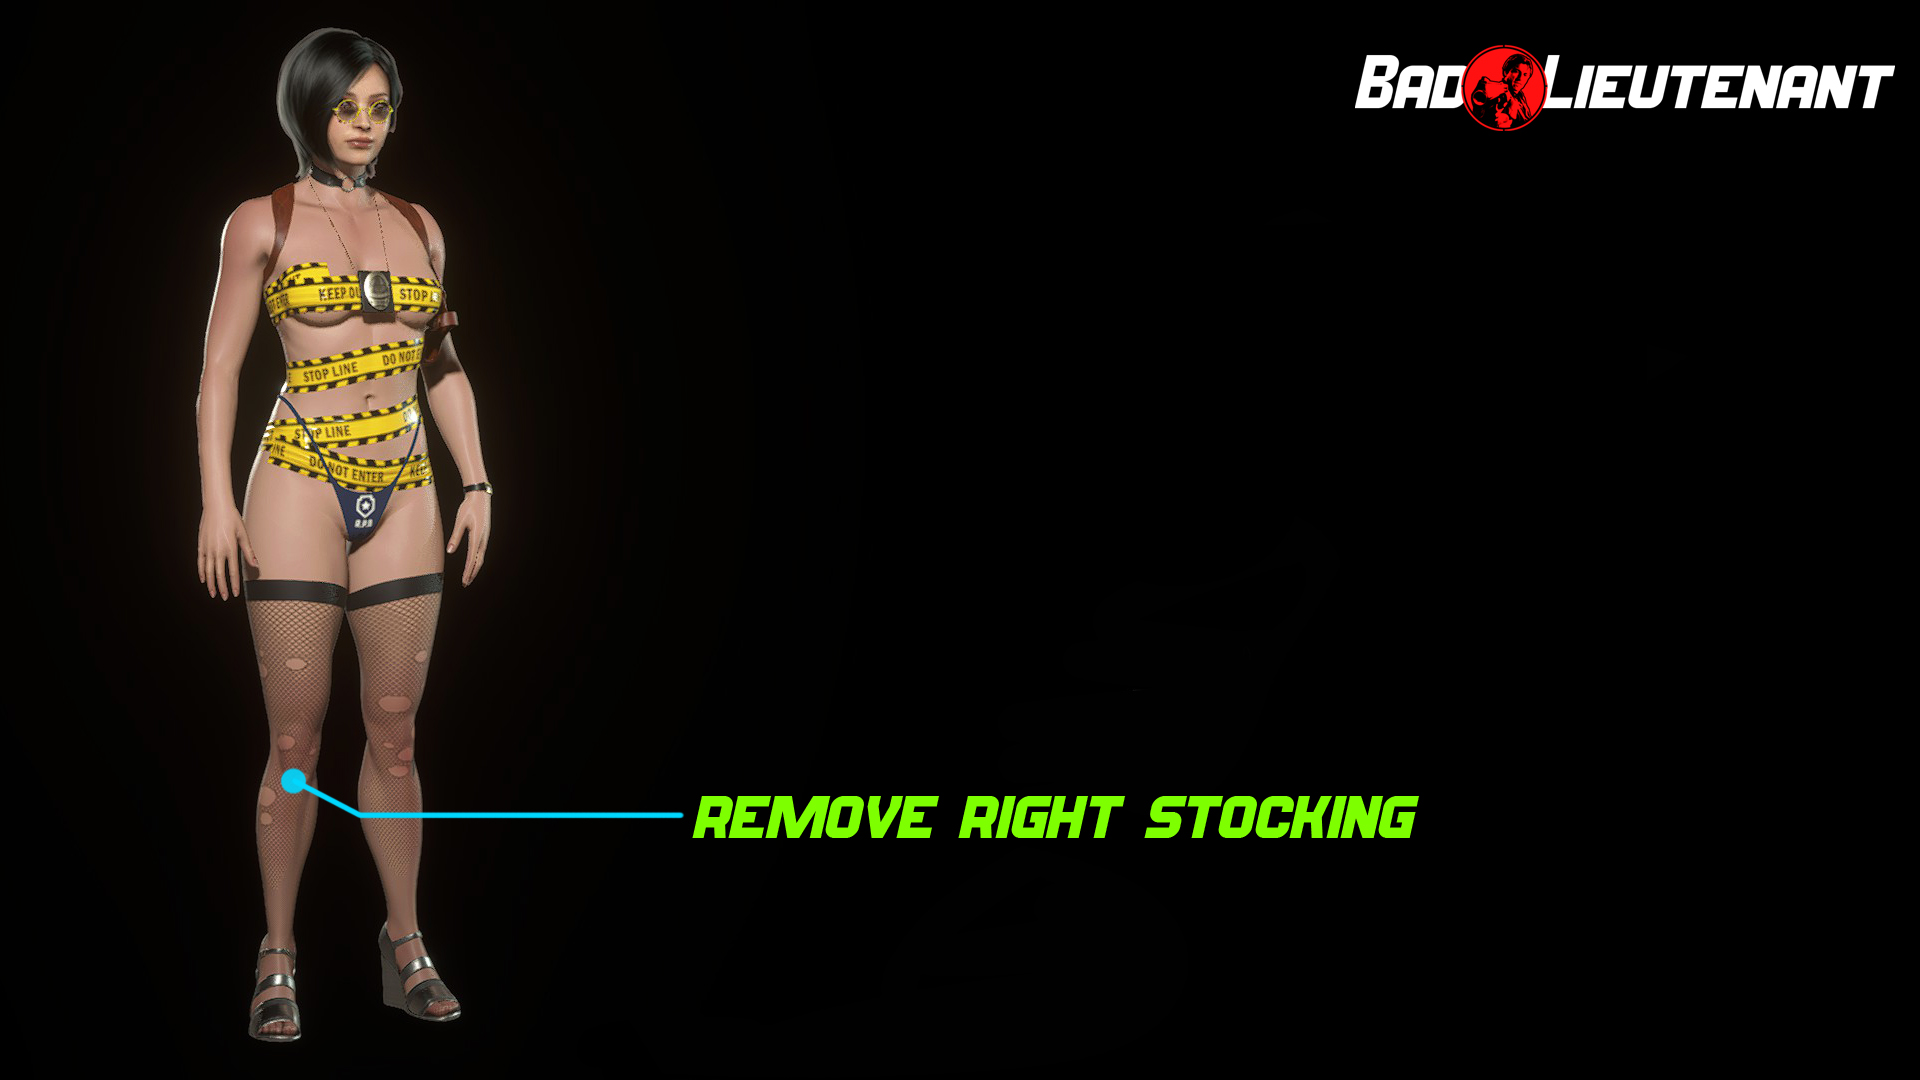 BAD LIEUTENANT
KEEP OU
STOP L
STOP LINE
DO NOT E
STOP LINE
DO NOT ENTER
R.P.D
REMOVE RIGHT STOCKING